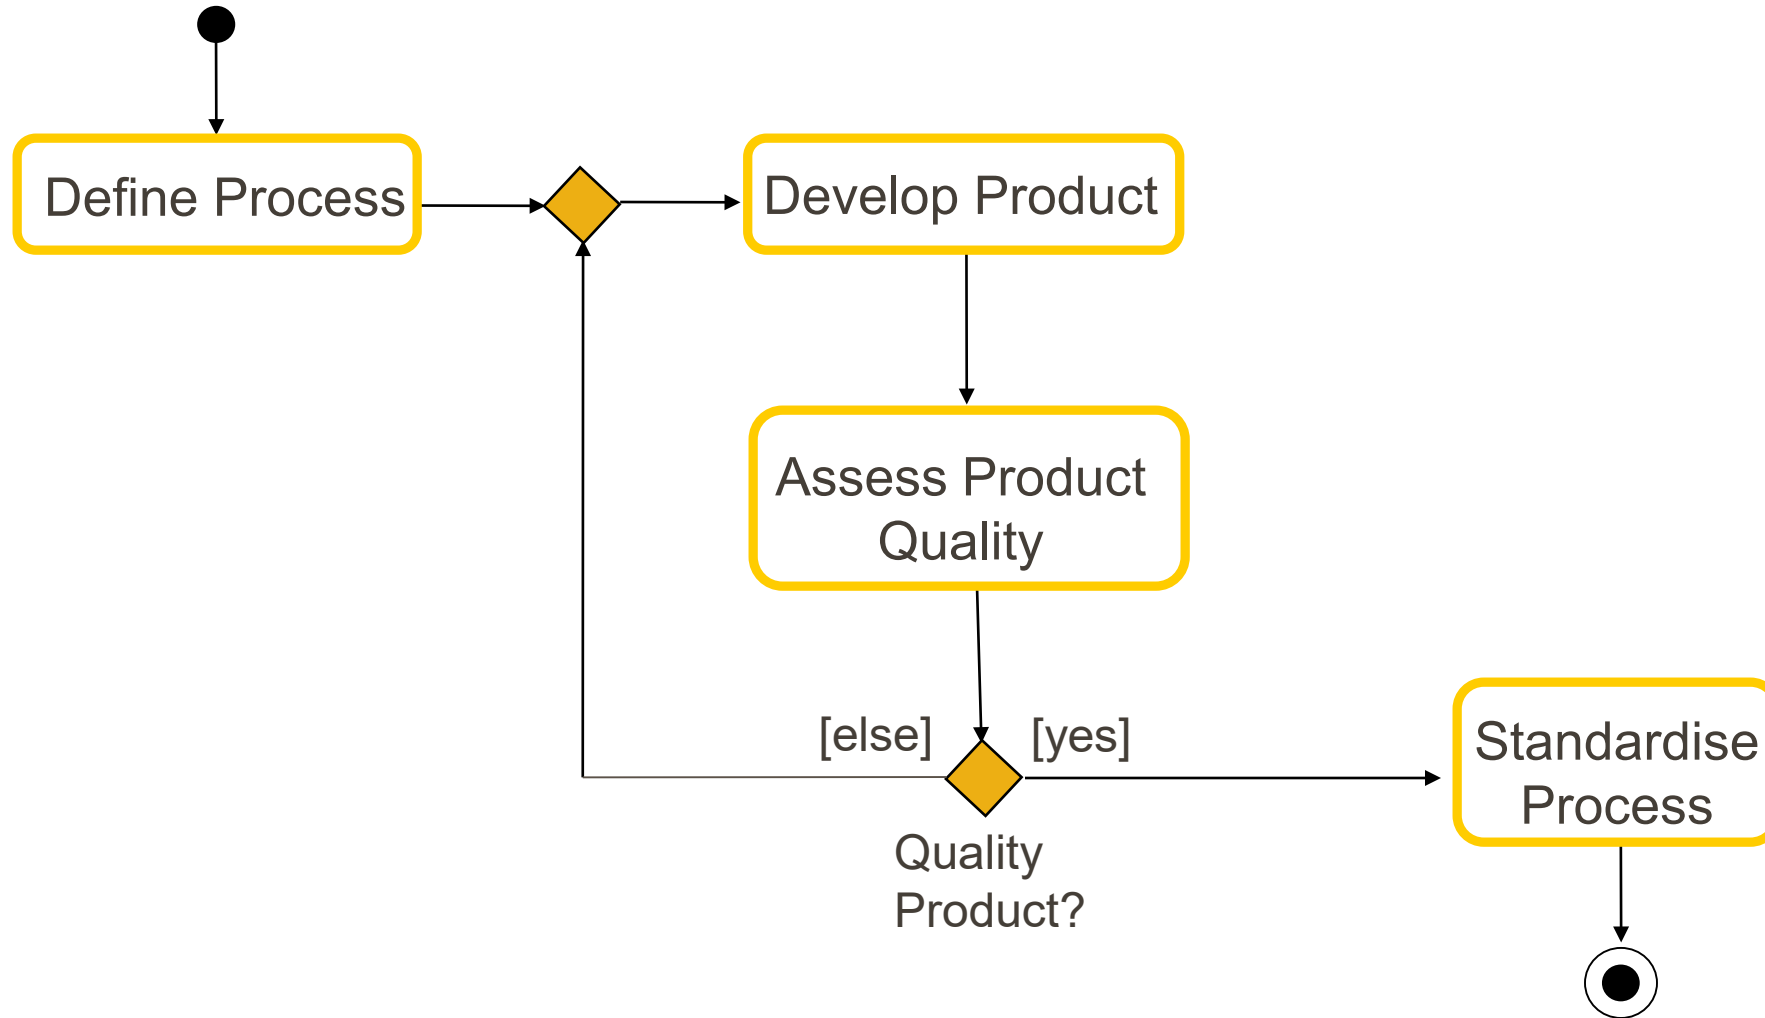 Define Process
Develop Product
Assess Product
Quality
[else]
[yes]
Quality
Product?
Standardise
Process